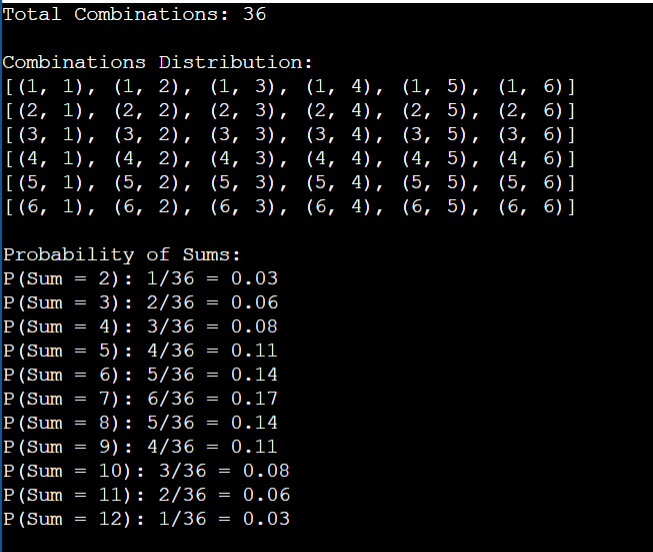 Total Combinations: 36
Combinations Distribution:
[(1, 1), (1, 2), (1, 3), (1, 4), (1, 5), (1, 6)]
[(2, 1), (2, 2), (2, 3), (2, 4), (2, 5), (2, 6)]
[(3, 1), (3, 2), (3, 3), (3, 4), (3, 5), (3, 6)]
[(4, 1), (4, 2), (4, 3), (4, 4), (4, 5), (4, 6)]
[(5, 1), (5, 2), (5, 3), (5, 4), (5, 5), (5, 6)]
[(6, 1), (6, 2), (6, 3), (6, 4), (6, 5), (6, 6)]
Probability of Sums:
P(Sum = 2): 1/36 = 0.03
P(Sum = 3): 2/36 = 0.06
P(Sum = 4): 3/36 = 0.08
P(Sum = 5): 4/36 = 0.11
P(Sum = 6): 5/36 = 0.14
P(Sum = 7): 6/36 = 0.17
P(Sum = 8): 5/36 = 0.14
P(Sum = 9): 4/36 = 0.11
P(Sum = 10): 3/36 = 0.08
P(Sum = 11): 2/36 = 0.06
P(Sum = 12): 1/36 = 0.03